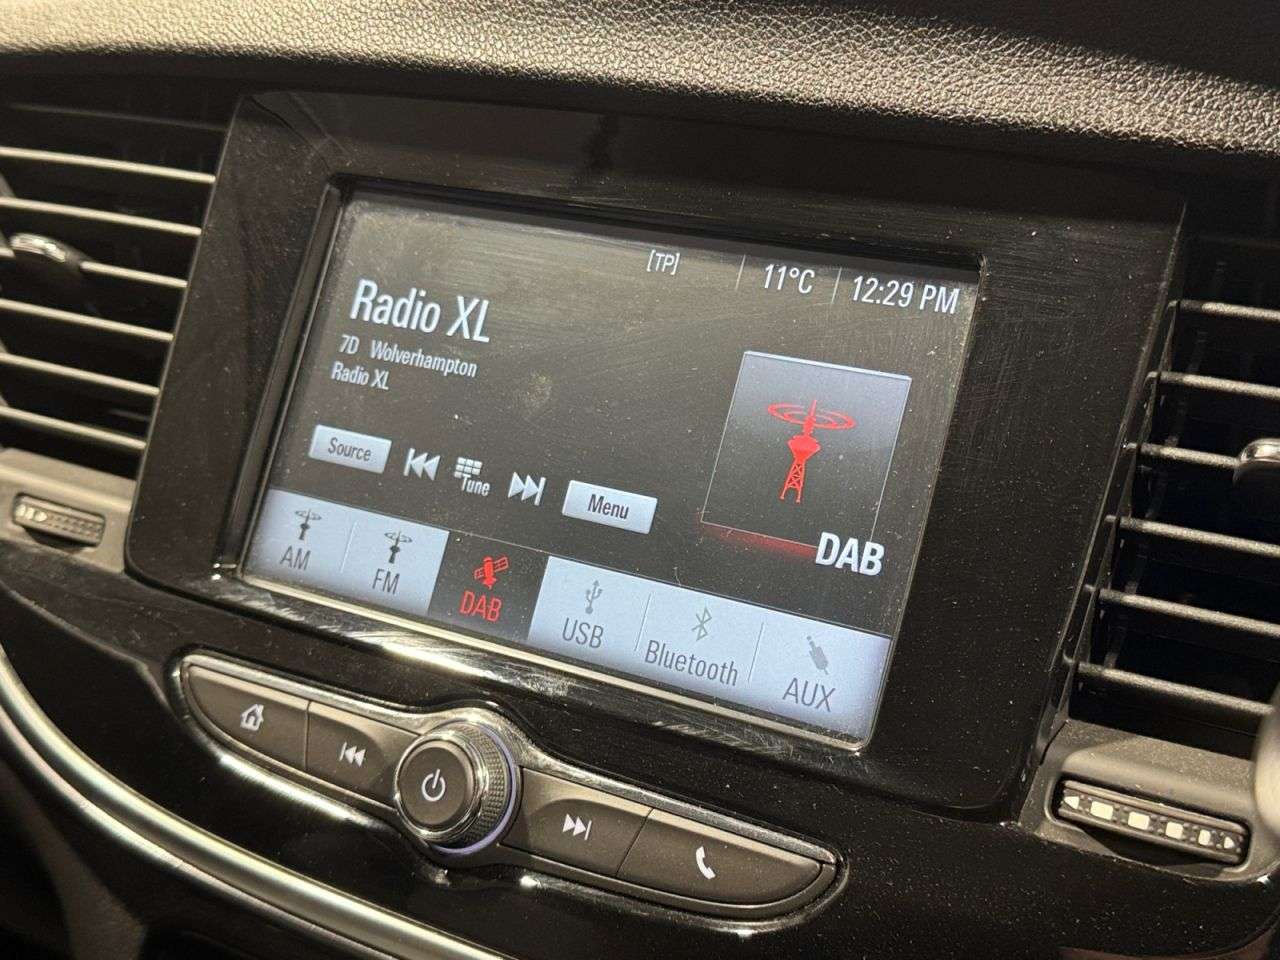 [TP] 11°C 12:29 PM
Radio XL
7D Wolverhampton
Radio XL
Source Tune Menu
DAB
AM FM DAB USB Bluetooth AUX